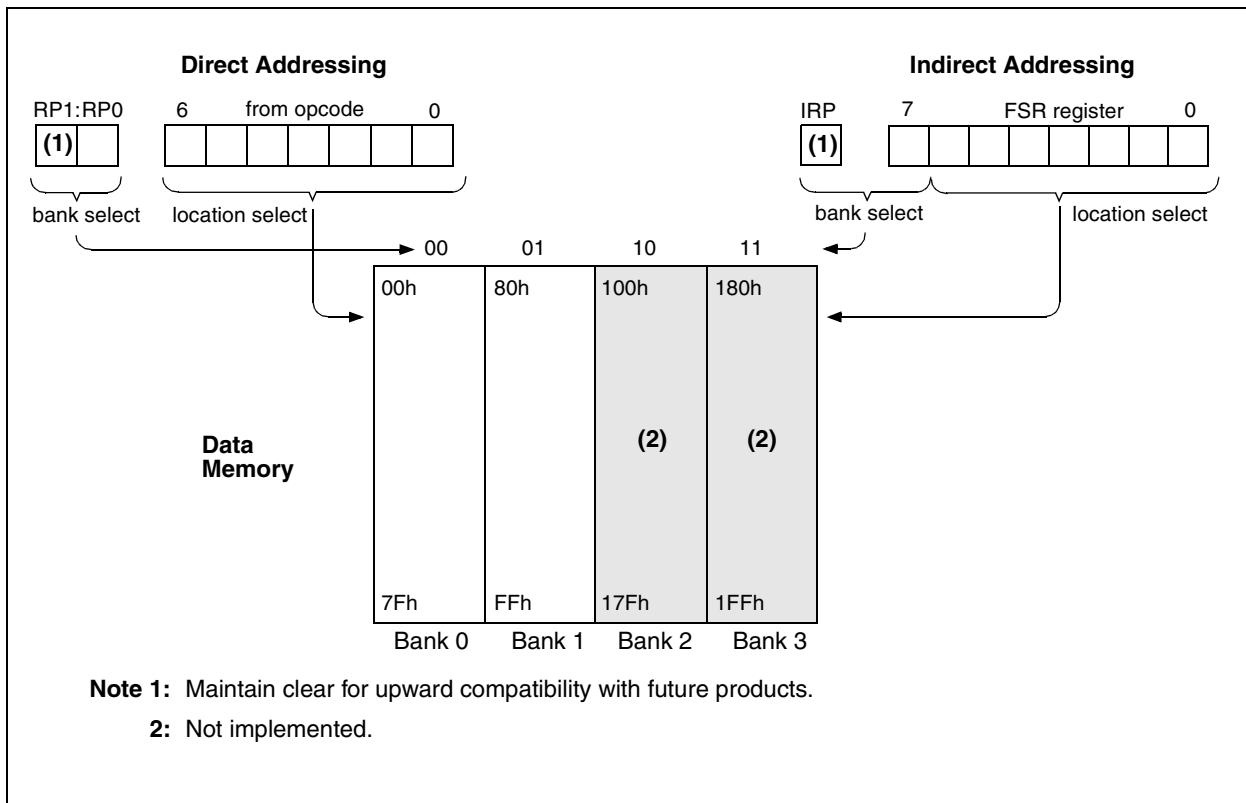 Direct Addressing
Indirect Addressing
RP1:RP0 6 from opcode 0
IRP 7 FSR register 0
(1)
(1)
bank select location select
bank select location select
00 01 10 11
00h 80h 100h 180h
Data
Memory
(2) (2)
7Fh FFh 17Fh 1FFh
Bank 0 Bank 1 Bank 2 Bank 3
Note 1: Maintain clear for upward compatibility with future products.
2: Not implemented.